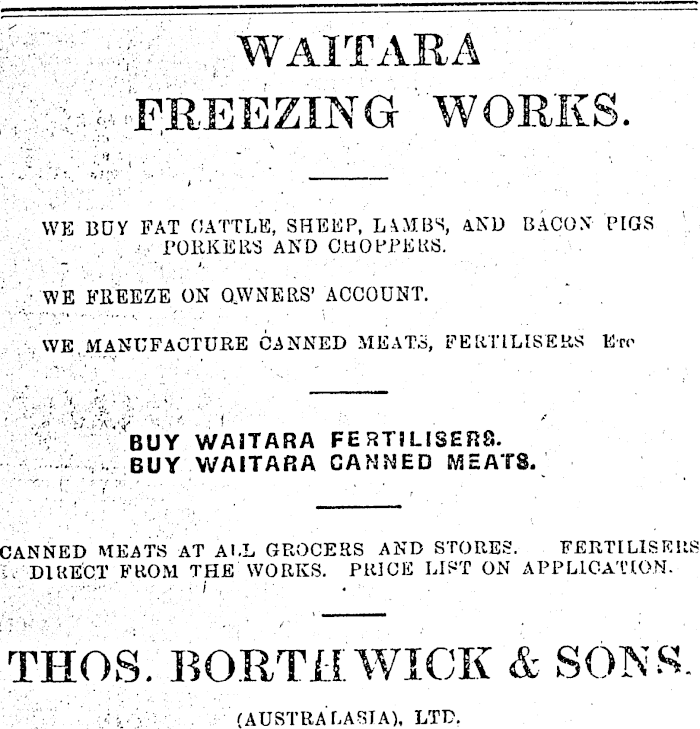 WAITARA
FREEZING WORKS.
WE BUY FAT CATTLE, SHEEP, LAMBS, AND BACON PIGS
PORKERS AND CHOPPERS.
WE FREEZE ON OWNERS' ACCOUNT.
WE MANUFACTURE CANNED MEATS, FERTILISERS Etc
BUY WAITARA FERTILISERS.
BUY WAITARA CANNED MEATS.
CANNED MEATS AT ALL GROCERS AND STORES. FERTILISERS
DIRECT FROM THE WORKS. PRICE LIST ON APPLICATION.
THOS. BORTHWICK & SONS.
(AUSTRALASIA), LTD.